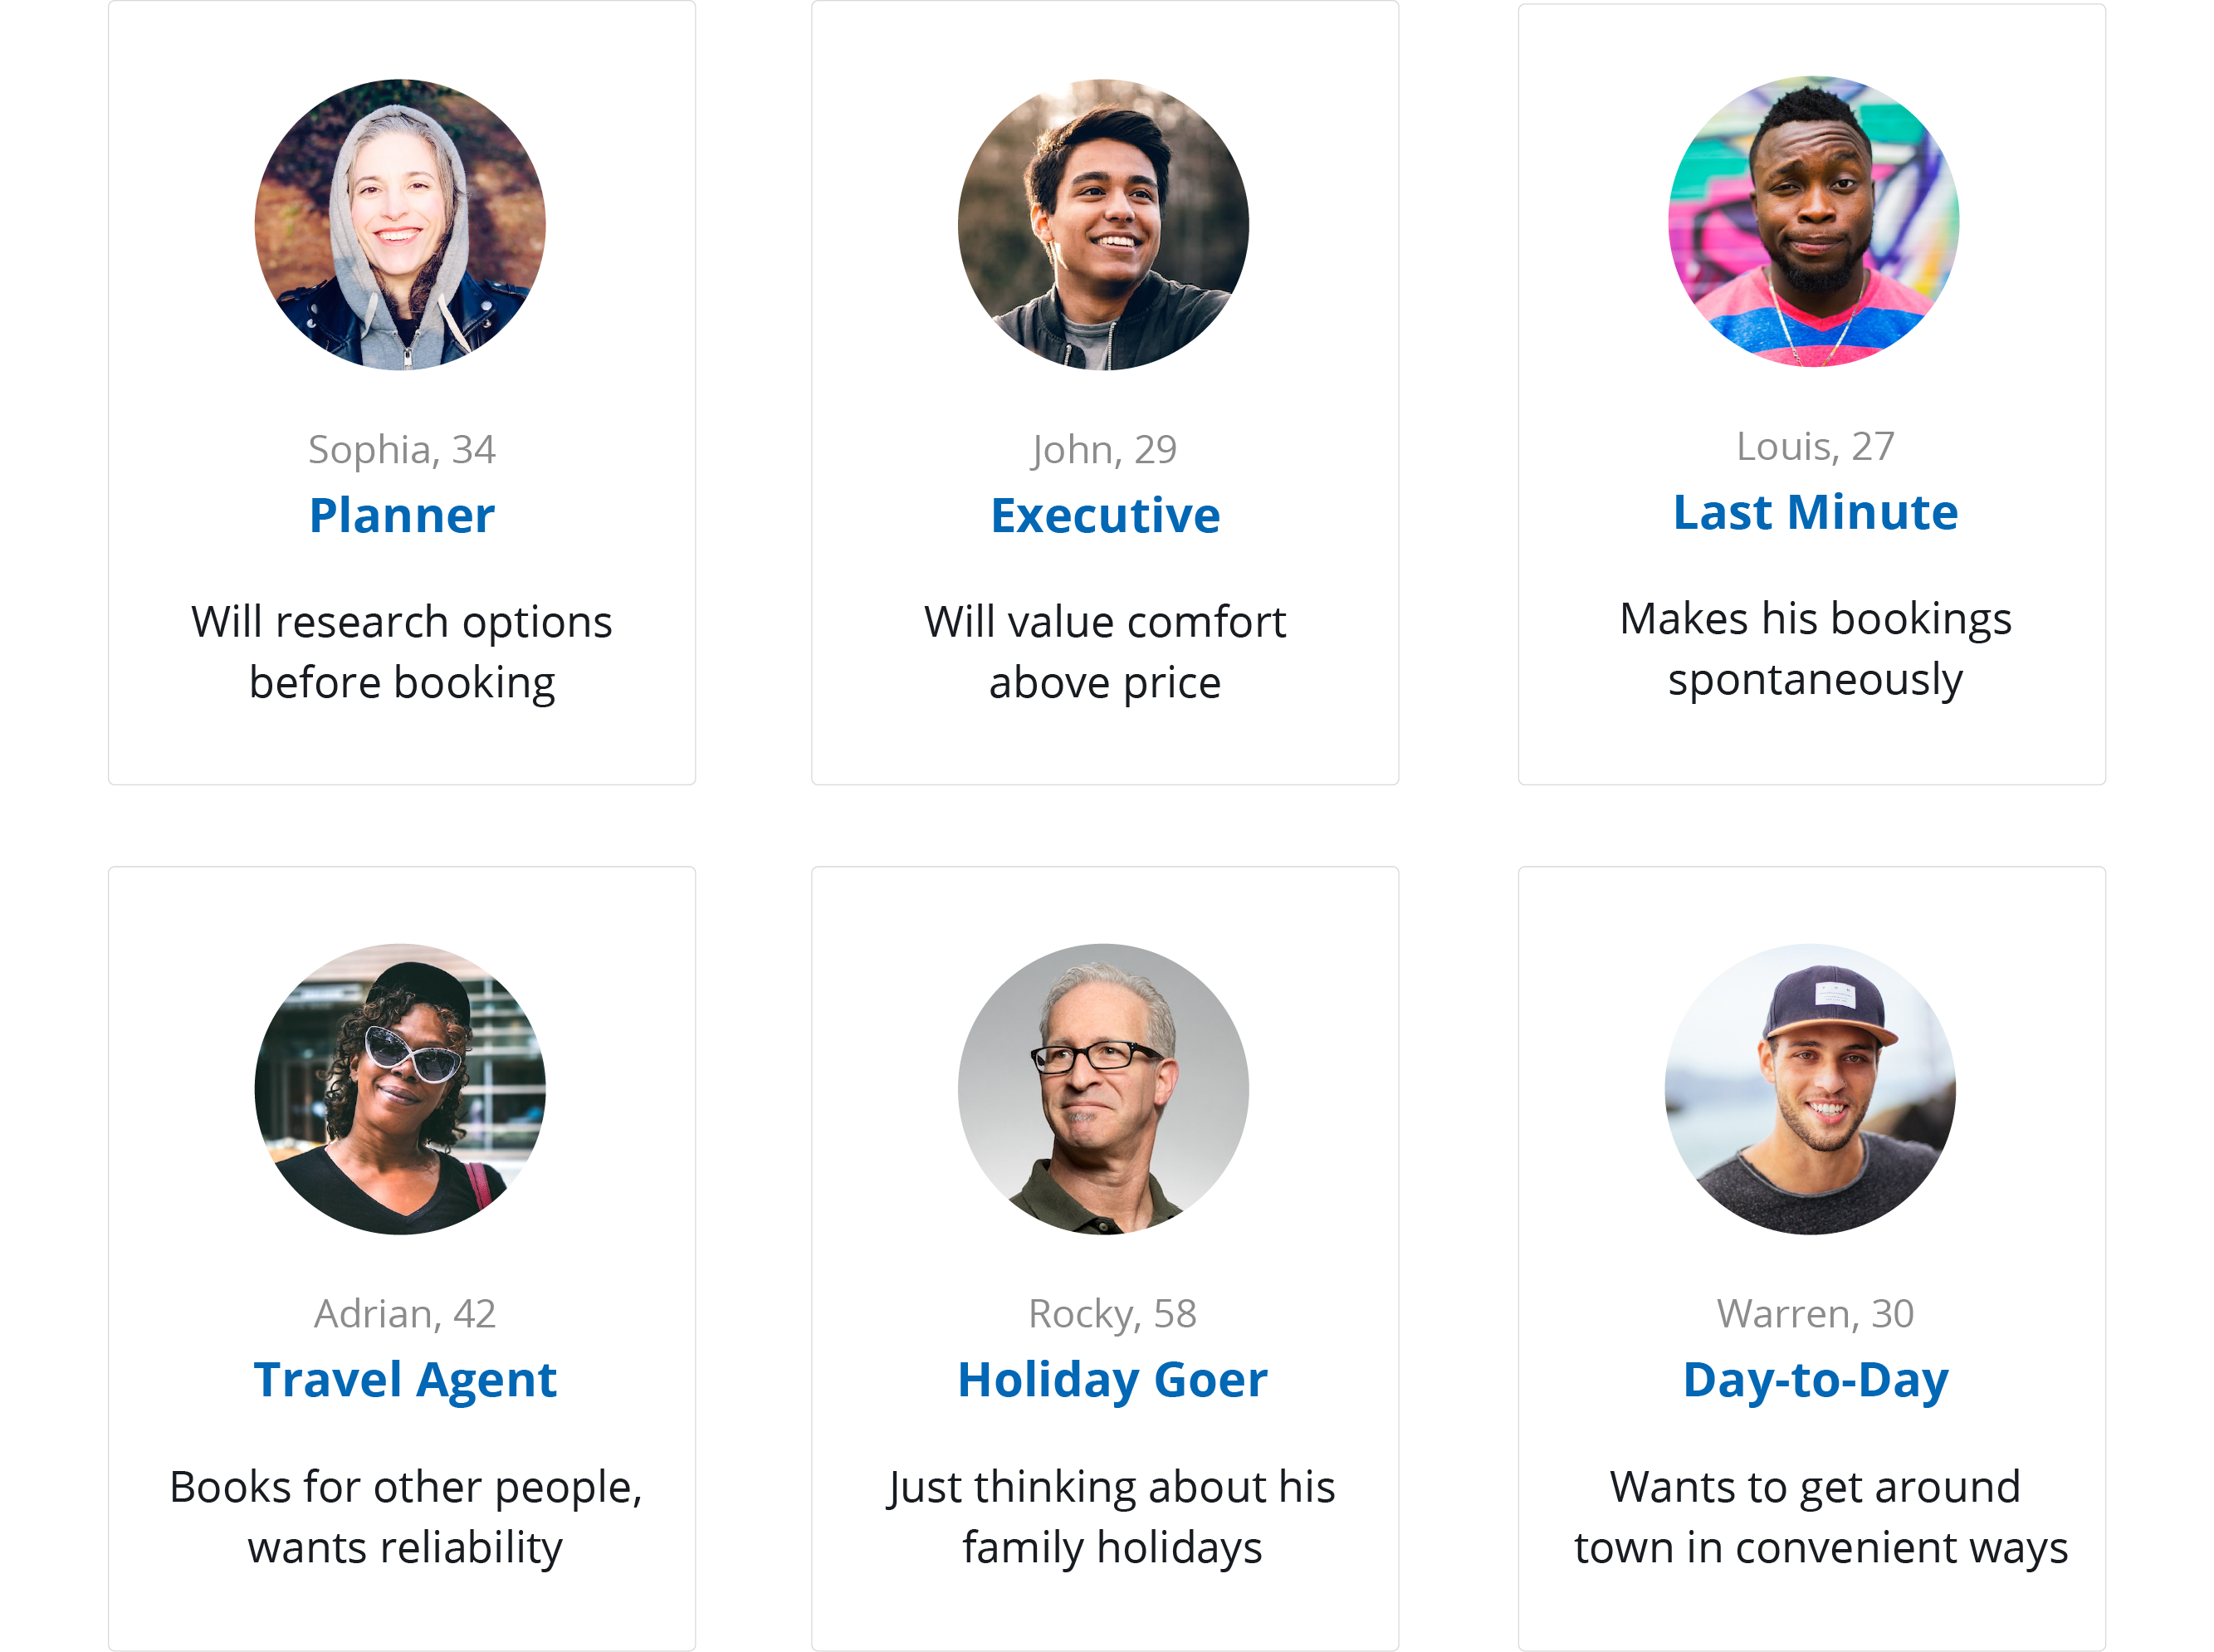 Sophia, 34
Planner
Will research options
before booking
John, 29
Executive
Will value comfort
above price
Louis, 27
Last Minute
Makes his bookings
spontaneously
Adrian, 42
Travel Agent
Books for other people,
wants reliability
Rocky, 58
Holiday Goer
Just thinking about his
family holidays
Warren, 30
Day-to-Day
Wants to get around
town in convenient ways